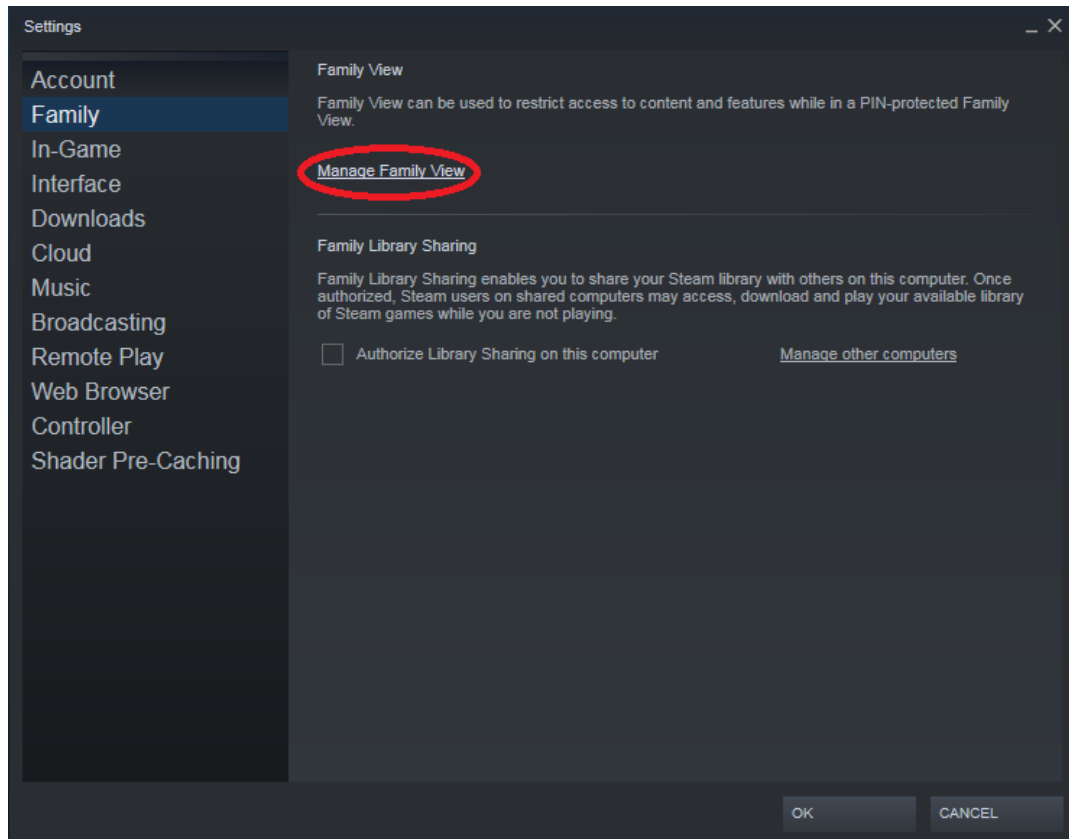 Settings
Account
Family
In-Game
Interface
Downloads
Cloud
Music
Broadcasting
Remote Play
Web Browser
Controller
Shader Pre-Caching
Family View
Family View can be used to restrict access to content and features while in a PIN-protected Family
View.
Manage Family View
Family Library Sharing
Family Library Sharing enables you to share your Steam library with others on this computer. Once
authorized, Steam users on shared computers may access, download and play your available library
of Steam games while you are not playing.
Authorize Library Sharing on this computer
Manage other computers
OK
CANCEL